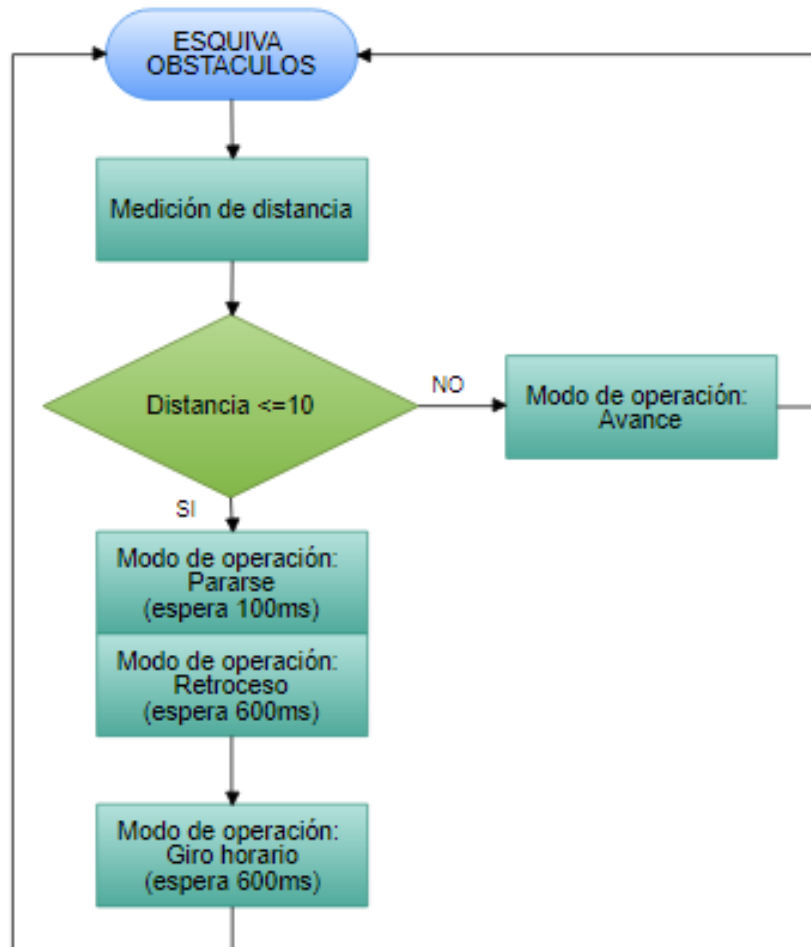 ESQUIVA
OBSTACULOS
Medición de distancia
Distancia <=10
NO
Modo de operación:
Avance
SI
Modo de operación:
Pararse
(espera 100ms)
Modo de operación:
Retroceso
(espera 600ms)
Modo de operación:
Giro horario
(espera 600ms)